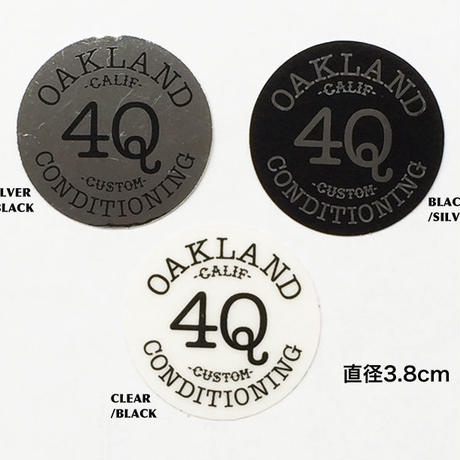 OAKLAND
-CALIF-
4Q
-CUSTOM-
CONDITIONING
OAKLAND
-CALIF-
4Q
-CUSTOM-
CONDITIONING
LVER
BLACK
BLAC
/SILV
OAKLAND
-CALIF-
4Q
-CUSTOM-
CONDITIONING
CLEAR
/BLACK
直径3.8cm